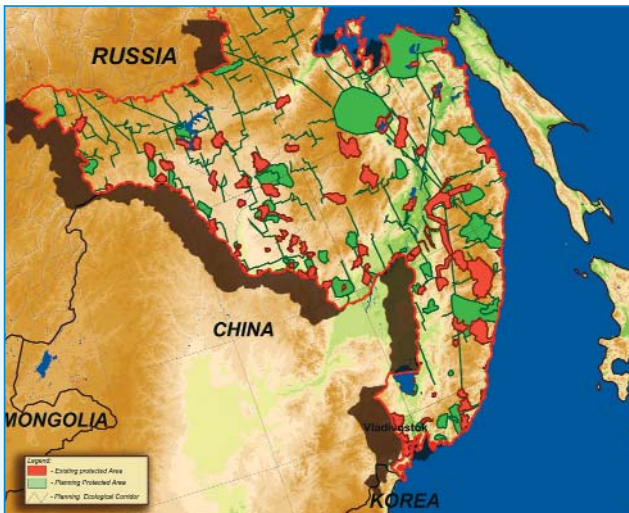 RUSSIA
CHINA
MONGOLIA
Vladivostok
KOREA
Legend:
- Existing protected Area
- Planning Protected Area
- Planning Ecological Corridor